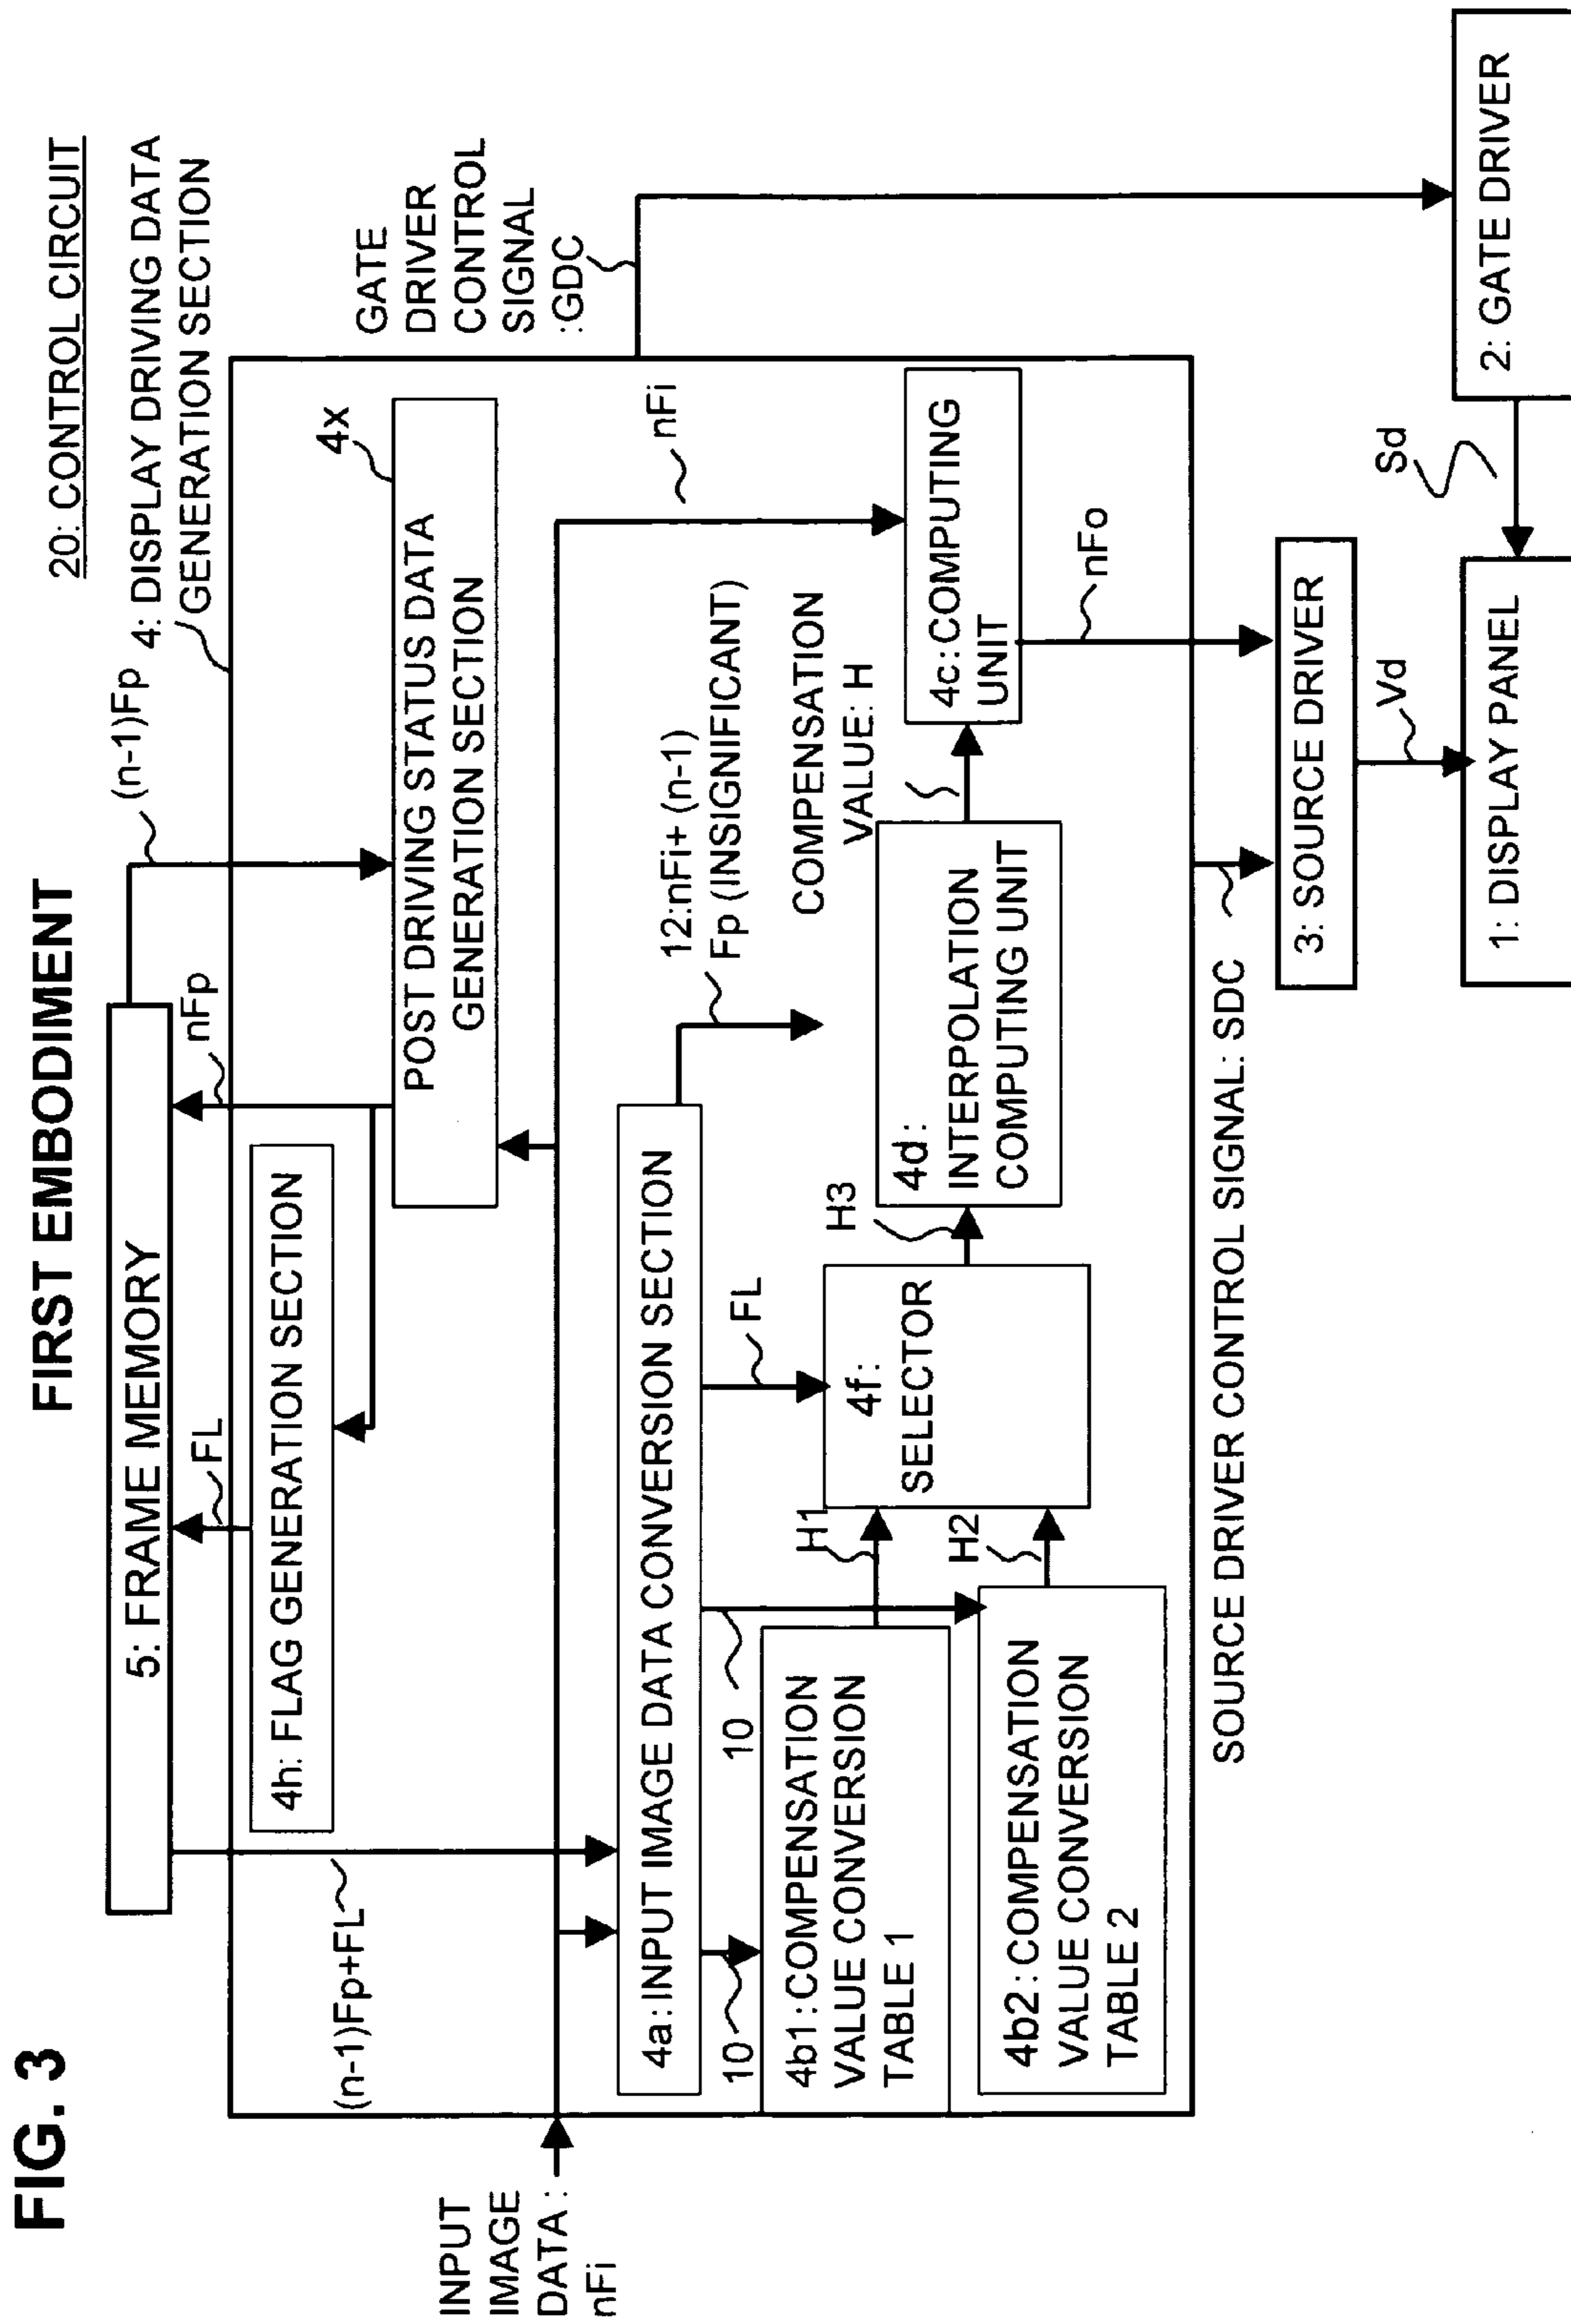 FIG. 3
FIRST EMBODIMENT
20: CONTROL CIRCUIT
4: DISPLAY DRIVING DATA
GENERATION SECTION
5: FRAME MEMORY
(n-1)Fp
nFp
FL
(n-1)Fp+FL
4h: FLAG GENERATION SECTION
4x
POST DRIVING STATUS DATA
GENERATION SECTION
GATE
DRIVER
CONTROL
SIGNAL
:GDC
INPUT
IMAGE
DATA :
nFi
nFi
4a:INPUT IMAGE DATA CONVERSION SECTION
12:nFi+ (n-1)
Fp (INSIGNIFICANT)
10
10
FL
COMPENSATION
VALUE: H
4b1:COMPENSATION
VALUE CONVERSION
TABLE 1
H1
4b2:COMPENSATION
VALUE CONVERSION
TABLE 2
H2
4f:
SELECTOR
H3
4d:
INTERPOLATION
COMPUTING UNIT
4c:COMPUTING
UNIT
nFo
SOURCE DRIVER CONTROL SIGNAL: SDC
3: SOURCE DRIVER
Vd
Sd
1: DISPLAY PANEL
2: GATE DRIVER